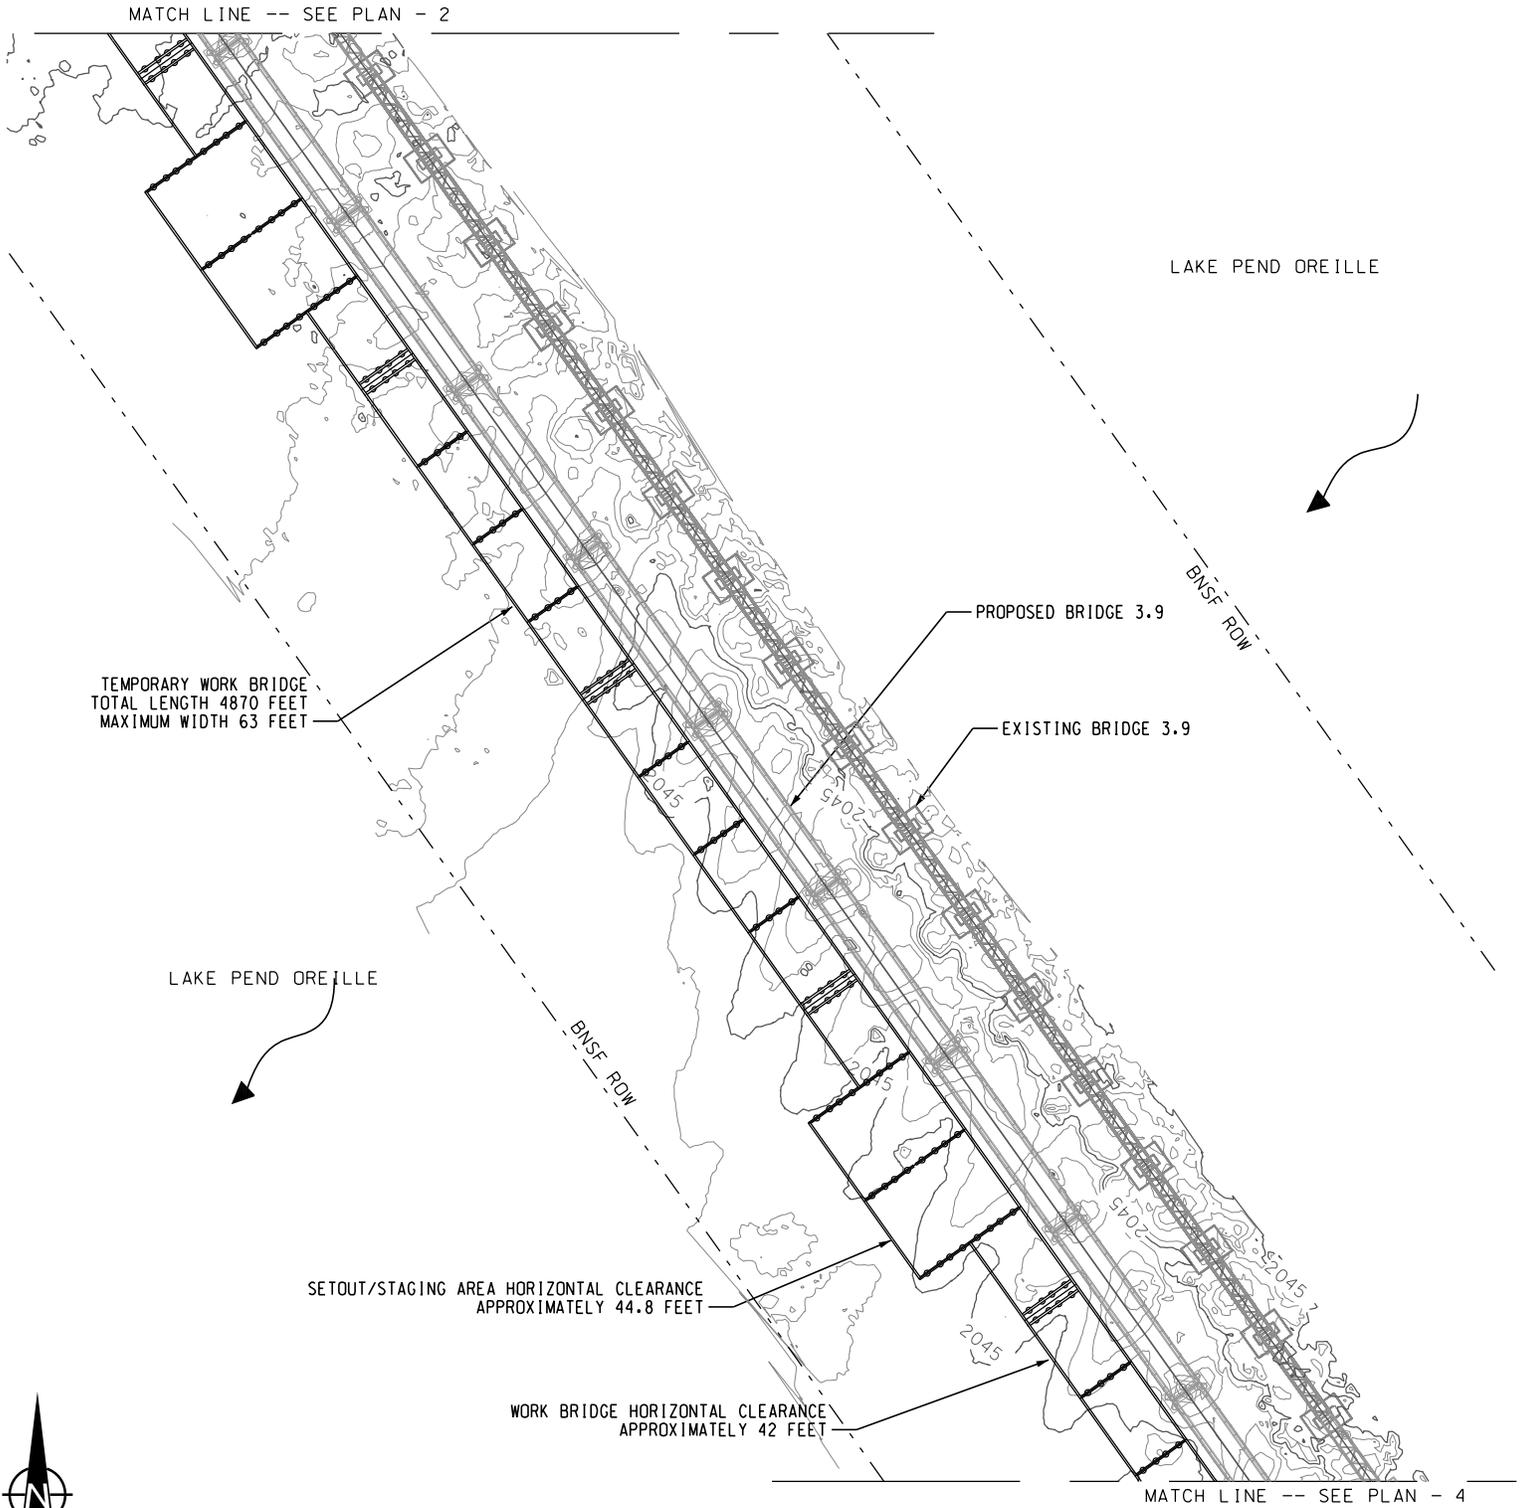 MATCH LINE -- SEE PLAN - 2
LAKE PEND OREILLE
BNSF ROW
PROPOSED BRIDGE 3.9
TEMPORARY WORK BRIDGE
TOTAL LENGTH 4870 FEET
MAXIMUM WIDTH 63 FEET
EXISTING BRIDGE 3.9
2045
2045
LAKE PEND OREILLE
BNSF ROW
2045
2045
SETOUT/STAGING AREA HORIZONTAL CLEARANCE
APPROXIMATELY 44.8 FEET
2045
2045
WORK BRIDGE HORIZONTAL CLEARANCE
APPROXIMATELY 42 FEET
N
MATCH LINE -- SEE PLAN - 4